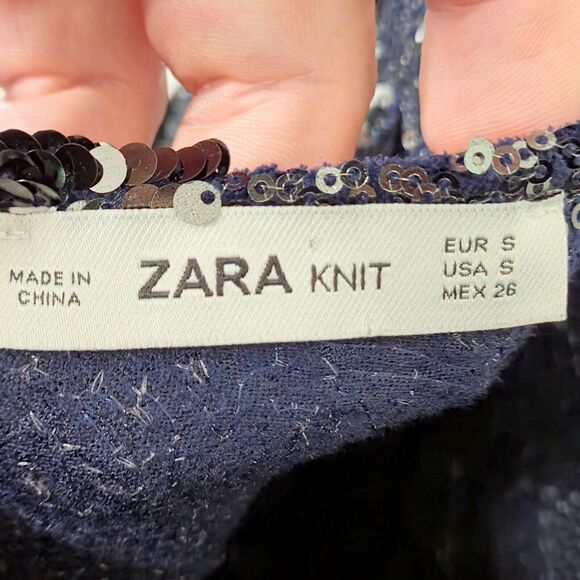 MADE IN
CHINA
ZARA KNIT
EUR S
USA S
MEX 26